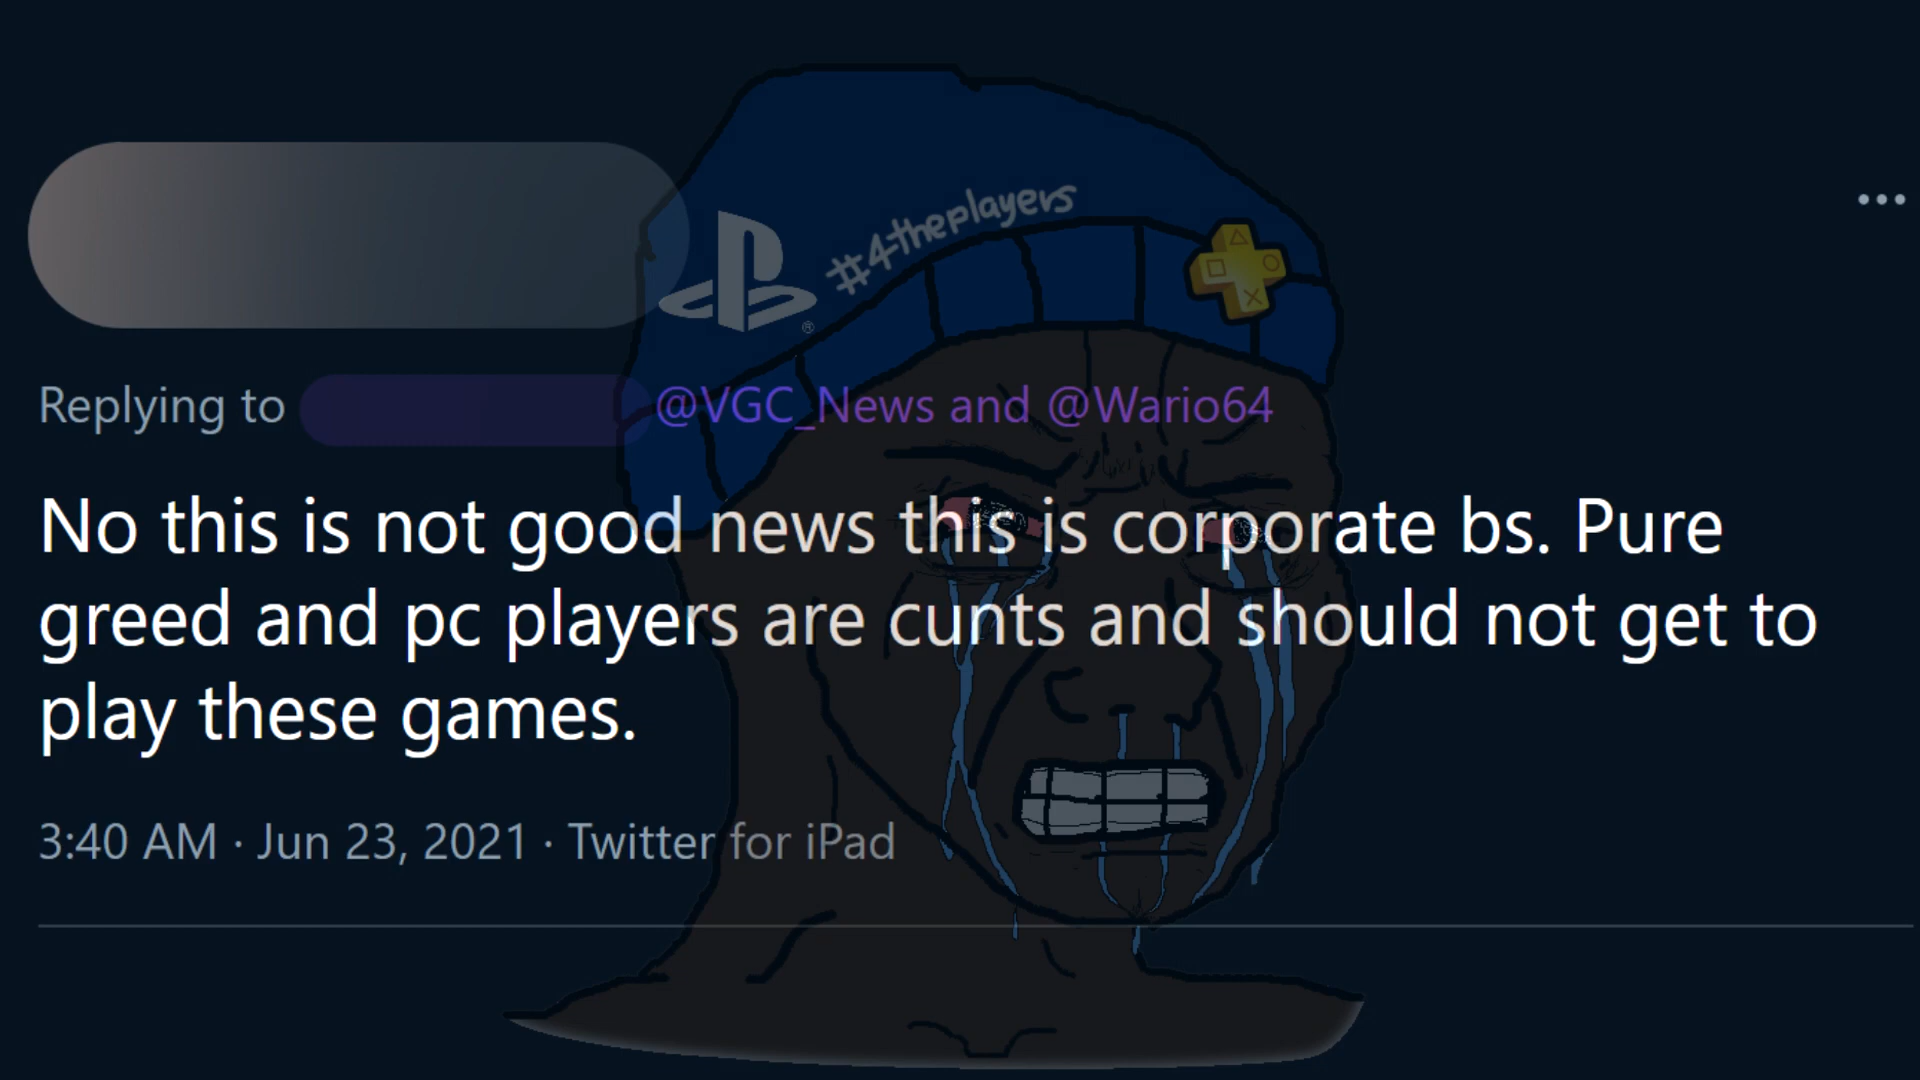 #4theplayers
®
Replying to @VGC_News and @Wario64
No this is not good news this is corporate bs. Pure
greed and pc players are cunts and should not get to
play these games.
3:40 AM · Jun 23, 2021 · Twitter for iPad